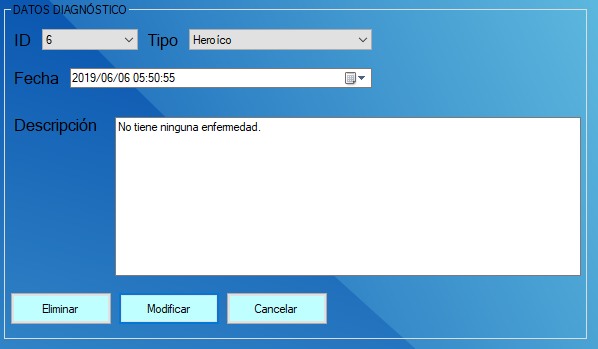 DATOS DIAGNÓSTICO
ID 6 Tipo Heroíco
Fecha 2019/06/06 05:50:55
Descripción No tiene ninguna enfermedad.
Eliminar Modificar Cancelar